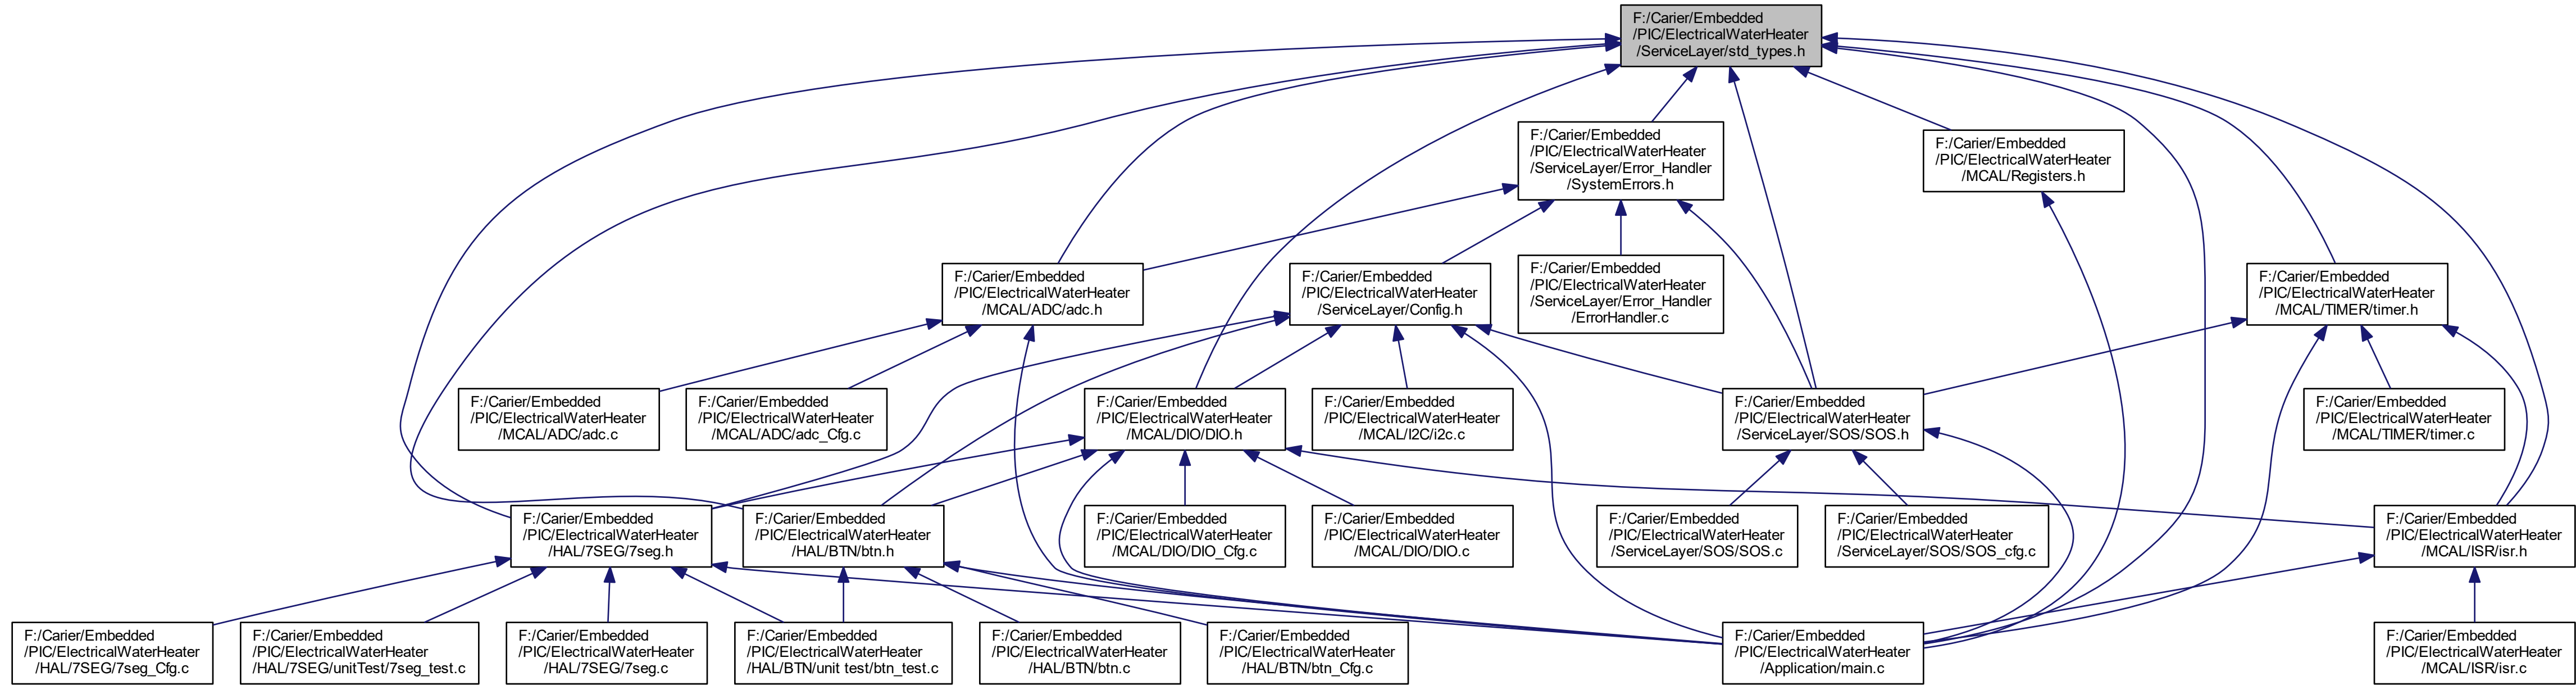 F:/Carier/Embedded
/PIC/ElectricalWaterHeater
/ServiceLayer/std_types.h
F:/Carier/Embedded
/PIC/ElectricalWaterHeater
/ServiceLayer/Error_Handler
/SystemErrors.h
F:/Carier/Embedded
/PIC/ElectricalWaterHeater
/MCAL/Registers.h
F:/Carier/Embedded
/PIC/ElectricalWaterHeater
/MCAL/ADC/adc.h
F:/Carier/Embedded
/PIC/ElectricalWaterHeater
/ServiceLayer/Config.h
F:/Carier/Embedded
/PIC/ElectricalWaterHeater
/ServiceLayer/Error_Handler
/ErrorHandler.c
F:/Carier/Embedded
/PIC/ElectricalWaterHeater
/MCAL/TIMER/timer.h
F:/Carier/Embedded
/PIC/ElectricalWaterHeater
/MCAL/ADC/adc.c
F:/Carier/Embedded
/PIC/ElectricalWaterHeater
/MCAL/ADC/adc_Cfg.c
F:/Carier/Embedded
/PIC/ElectricalWaterHeater
/MCAL/DIO/DIO.h
F:/Carier/Embedded
/PIC/ElectricalWaterHeater
/MCAL/I2C/i2c.c
F:/Carier/Embedded
/PIC/ElectricalWaterHeater
/ServiceLayer/SOS/SOS.h
F:/Carier/Embedded
/PIC/ElectricalWaterHeater
/MCAL/TIMER/timer.c
F:/Carier/Embedded
/PIC/ElectricalWaterHeater
/HAL/7SEG/7seg.h
F:/Carier/Embedded
/PIC/ElectricalWaterHeater
/HAL/BTN/btn.h
F:/Carier/Embedded
/PIC/ElectricalWaterHeater
/MCAL/DIO/DIO_Cfg.c
F:/Carier/Embedded
/PIC/ElectricalWaterHeater
/MCAL/DIO/DIO.c
F:/Carier/Embedded
/PIC/ElectricalWaterHeater
/ServiceLayer/SOS/SOS.c
F:/Carier/Embedded
/PIC/ElectricalWaterHeater
/ServiceLayer/SOS/SOS_cfg.c
F:/Carier/Embedded
/PIC/ElectricalWaterHeater
/MCAL/ISR/isr.h
F:/Carier/Embedded
/PIC/ElectricalWaterHeater
/HAL/7SEG/7seg_Cfg.c
F:/Carier/Embedded
/PIC/ElectricalWaterHeater
/HAL/7SEG/unitTest/7seg_test.c
F:/Carier/Embedded
/PIC/ElectricalWaterHeater
/HAL/7SEG/7seg.c
F:/Carier/Embedded
/PIC/ElectricalWaterHeater
/HAL/BTN/unit test/btn_test.c
F:/Carier/Embedded
/PIC/ElectricalWaterHeater
/HAL/BTN/btn.c
F:/Carier/Embedded
/PIC/ElectricalWaterHeater
/HAL/BTN/btn_Cfg.c
F:/Carier/Embedded
/PIC/ElectricalWaterHeater
/Application/main.c
F:/Carier/Embedded
/PIC/ElectricalWaterHeater
/MCAL/ISR/isr.c